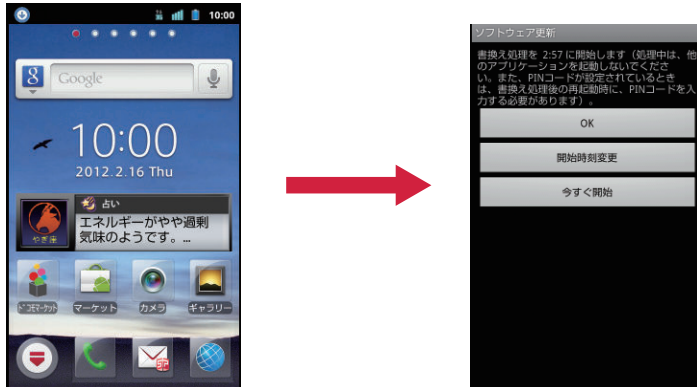 10:00
8 Google
10:00
2012.2.16 Thu
占い
エネルギーがやや過剰
気味のようです。...
やぎ座
ドコモマーケット
マーケット
カメラ
ギャラリー
ソフトウェア更新
書換え処理を 2:57 に開始します（処理中は、他
のアプリケーションを起動しないでくださ
い。また、PINコードが設定されているとき
は、書換え処理後の再起動時に、PINコードを入
力する必要があります）。
OK
開始時刻変更
今すぐ開始